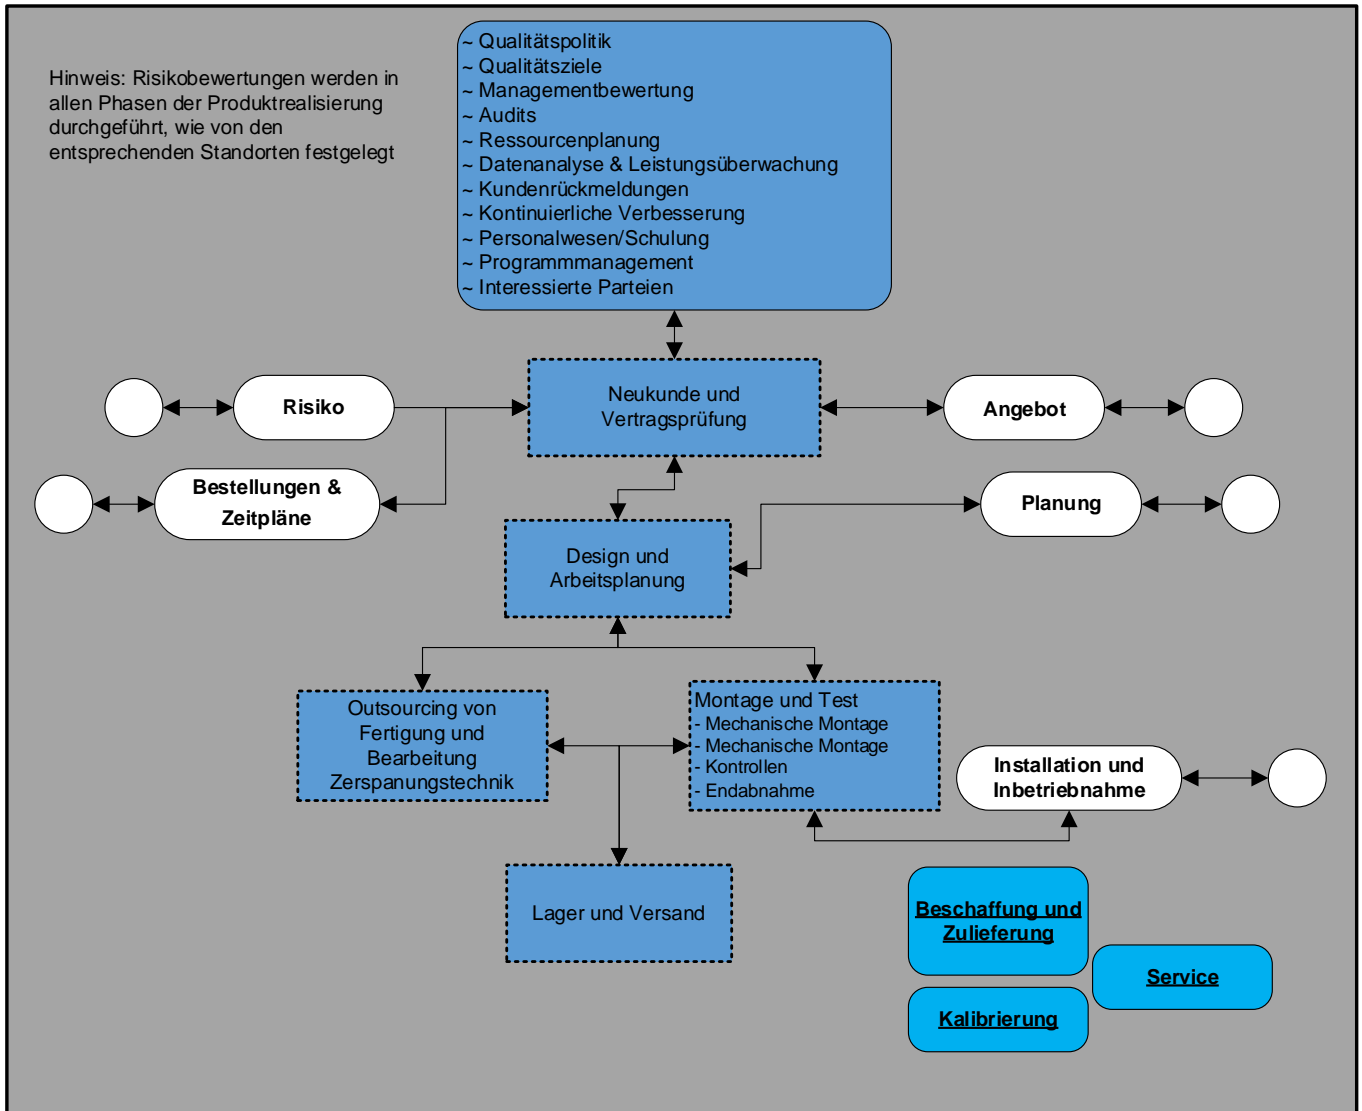 Hinweis: Risikobewertungen werden in
allen Phasen der Produktrealisierung
durchgeführt, wie von den
entsprechenden Standorten festgelegt
~ Qualitätspolitik
~ Qualitätsziele
~ Managementbewertung
~ Audits
~ Ressourcenplanung
~ Datenanalyse & Leistungsüberwachung
~ Kundenrückmeldungen
~ Kontinuierliche Verbesserung
~ Personalwesen/Schulung
~ Programmmanagement
~ Interessierte Parteien
Risiko
Neukunde und
Vertragsprüfung
Angebot
Bestellungen &
Zeitpläne
Planung
Design und
Arbeitsplanung
Outsourcing von
Fertigung und
Bearbeitung
Zerspanungstechnik
Montage und Test
- Mechanische Montage
- Mechanische Montage
- Kontrollen
- Endabnahme
Installation und
Inbetriebnahme
Lager und Versand
Beschaffung und
Zulieferung
Service
Kalibrierung